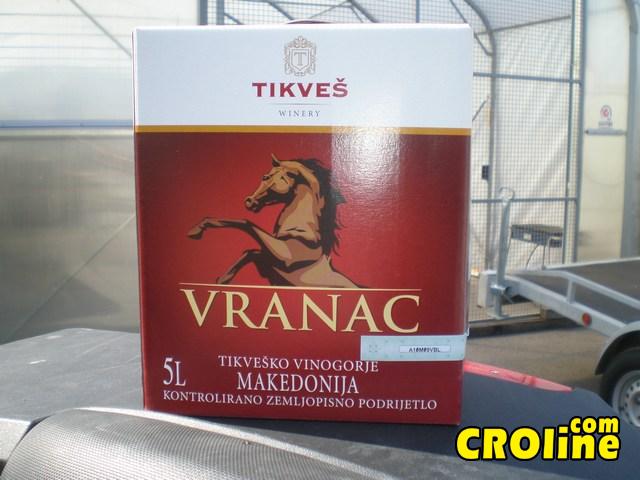 T
TIKVEŠ
WINERY
VRANAC
5L
TIKVEŠKO VINOGORJE
MAKEDONIJA
KONTROLIRANO ZEMLJOPISNO PODRIJETLO
CROline.com